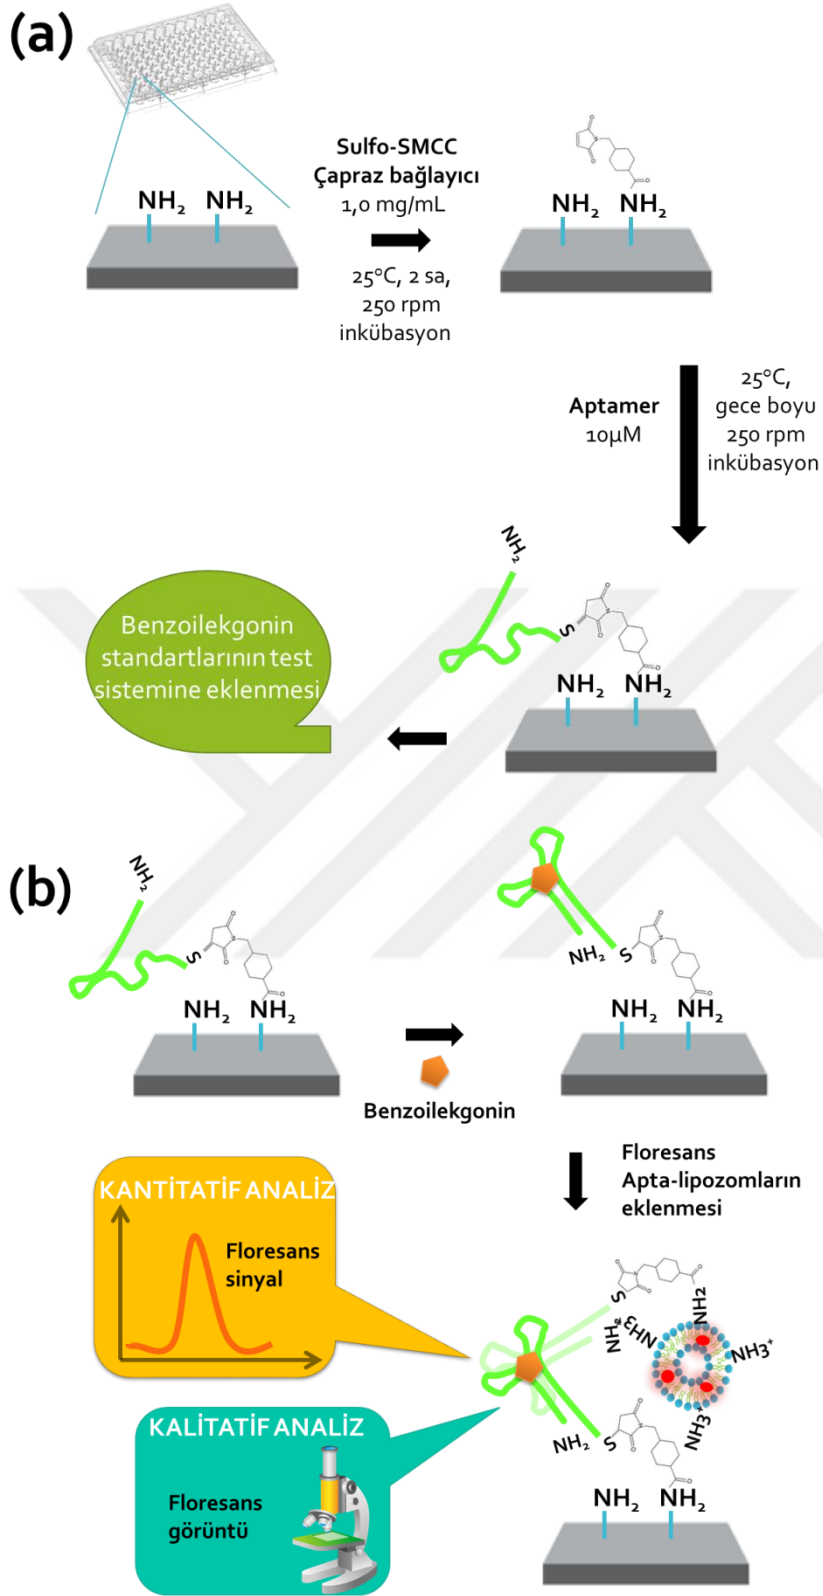 (a)
Sulfo-SMCC
Çapraz bağlayıcı
1,0 mg/mL
25°C, 2 sa,
250 rpm
inkübasyon
NH₂ NH₂
N
O
O
O
NH₂ NH₂
Aptamer
10µM
25°C,
gece boyu
250 rpm
inkübasyon
NH₂
S
O
O
N
O
NH₂ NH₂
Benzoilekgonin
standartlarının test
sistemine eklenmesi
(b)
NH₂
S
O
O
N
O
NH₂ NH₂
Benzoilekgonin
NH₂
S
O
O
N
O
NH₂ NH₂
Floresans
Apta-lipozomların
eklenmesi
KANTİTATİF ANALİZ
Floresans
sinyal
KALİTATİF ANALİZ
Floresans
görüntü
S
O
O
N
O
NH2
NH₂
NH3⁺
NH3⁺
NH3⁺
NH₂
S
O
O
N
O
NH₂ NH₂